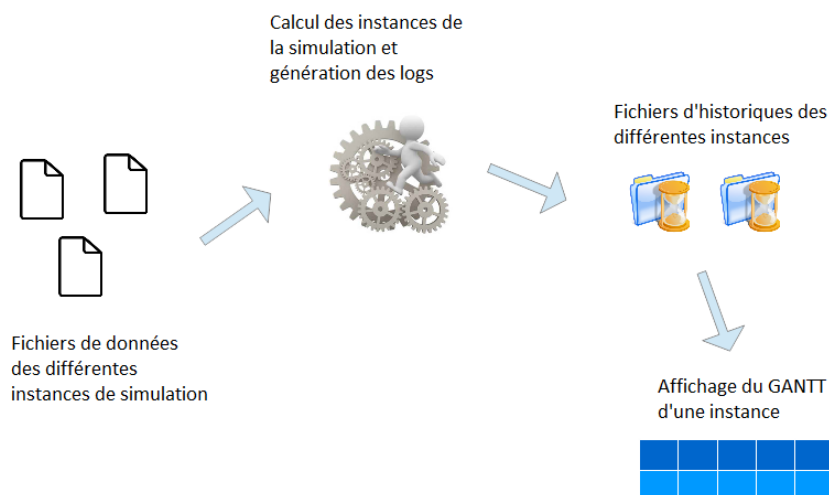 Calcul des instances de
la simulation et
génération des logs
Fichiers d'historiques des
différentes instances
Fichiers de données
des différentes
instances de simulation
Affichage du GANTT
d'une instance